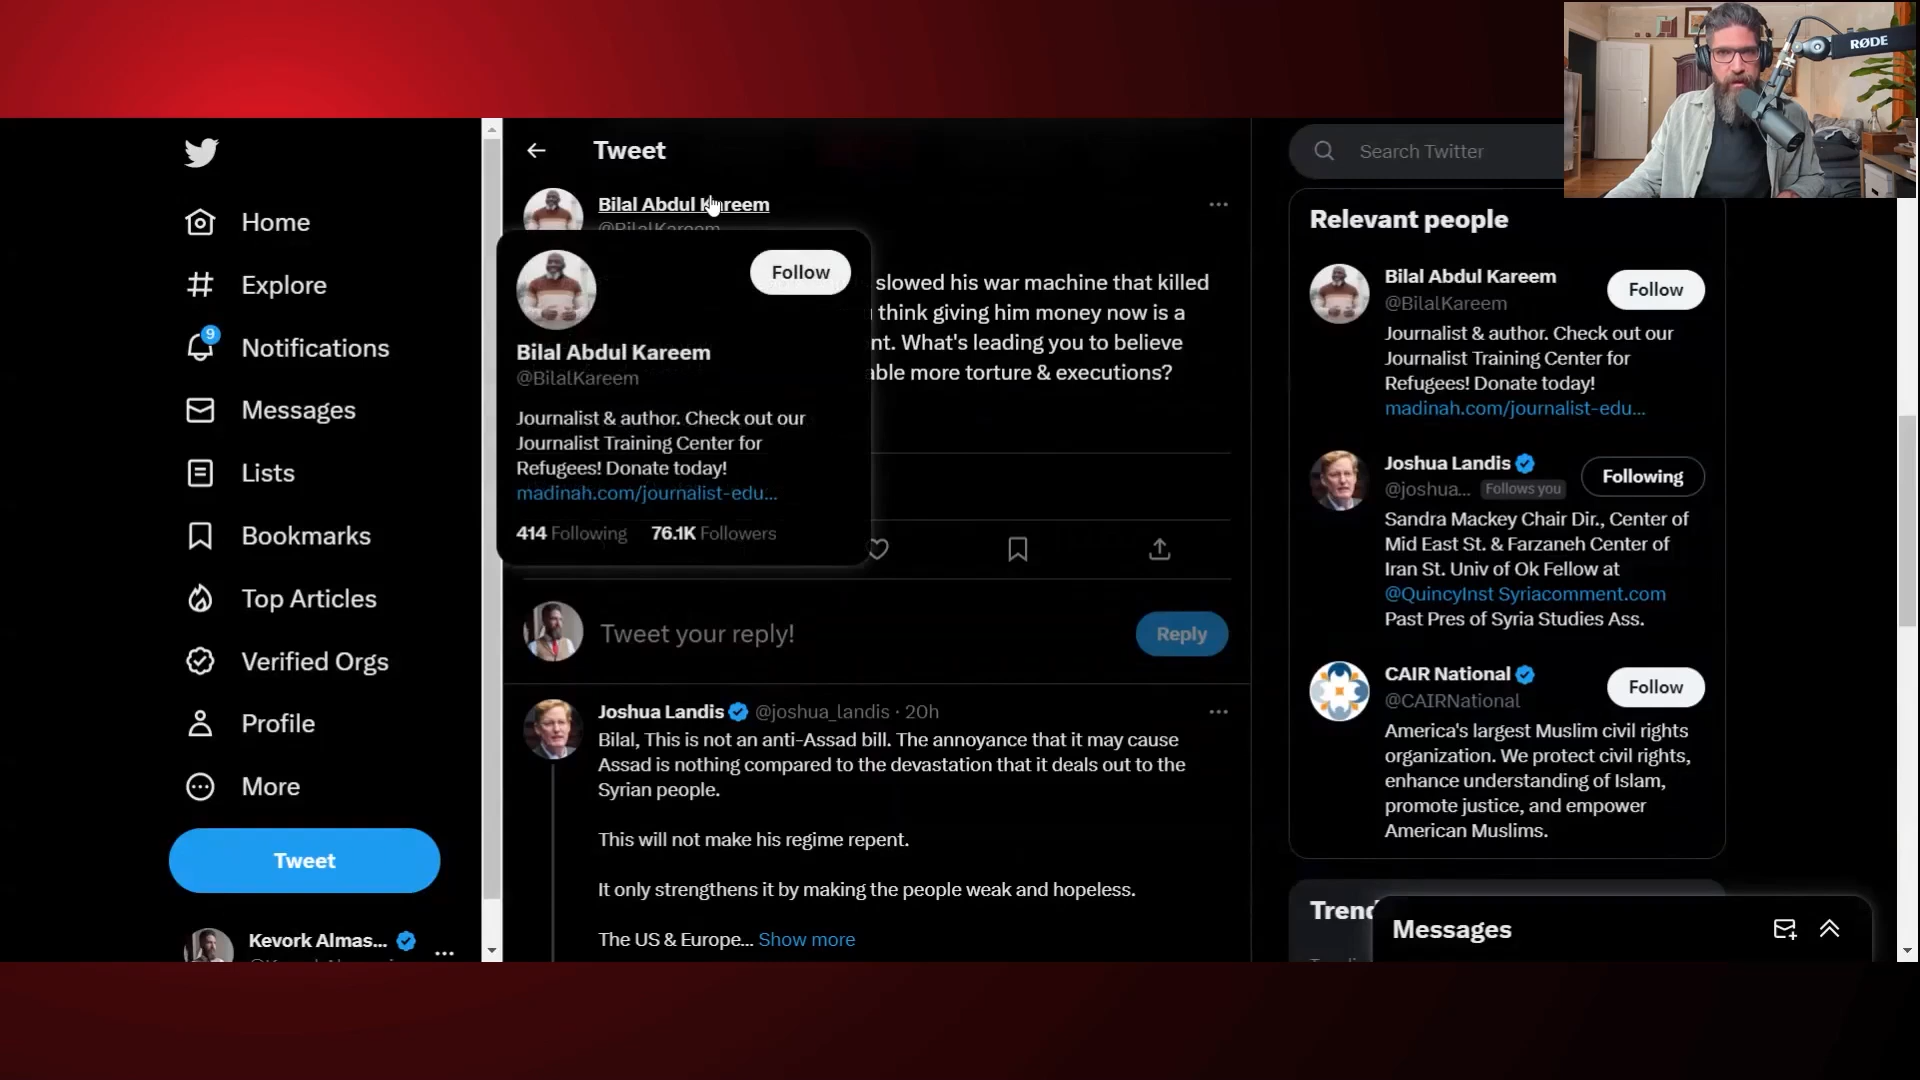 RØDE
Tweet
Search Twitter
Home
Explore
9
Notifications
Messages
Lists
Bookmarks
Top Articles
Verified Orgs
Profile
More
Tweet
Kevork Almas...
Bilal Abdul Kareem
@BilalKareem
Follow
Bilal Abdul Kareem
@BilalKareem
Journalist & author. Check out our
Journalist Training Center for
Refugees! Donate today!
madinah.com/journalist-edu...
414 Following 76.1K Followers
slowed his war machine that killed
think giving him money now is a
What's leading you to believe
more torture & executions?
Tweet your reply!
Reply
Joshua Landis @joshua_landis · 20h
Bilal, This is not an anti-Assad bill. The annoyance that it may cause
Assad is nothing compared to the devastation that it deals out to the
Syrian people.
This will not make his regime repent.
It only strengthens it by making the people weak and hopeless.
The US & Europe... Show more
Relevant people
Bilal Abdul Kareem
@BilalKareem
Follow
Journalist & author. Check out our
Journalist Training Center for
Refugees! Donate today!
madinah.com/journalist-edu...
Joshua Landis
@joshua... Follows you
Following
Sandra Mackey Chair Dir., Center of
Mid East St. & Farzaneh Center of
Iran St. Univ of Ok Fellow at
@QuincyInst Syriacomment.com
Past Pres of Syria Studies Ass.
CAIR National
@CAIRNational
Follow
America's largest Muslim civil rights
organization. We protect civil rights,
enhance understanding of Islam,
promote justice, and empower
American Muslims.
Messages